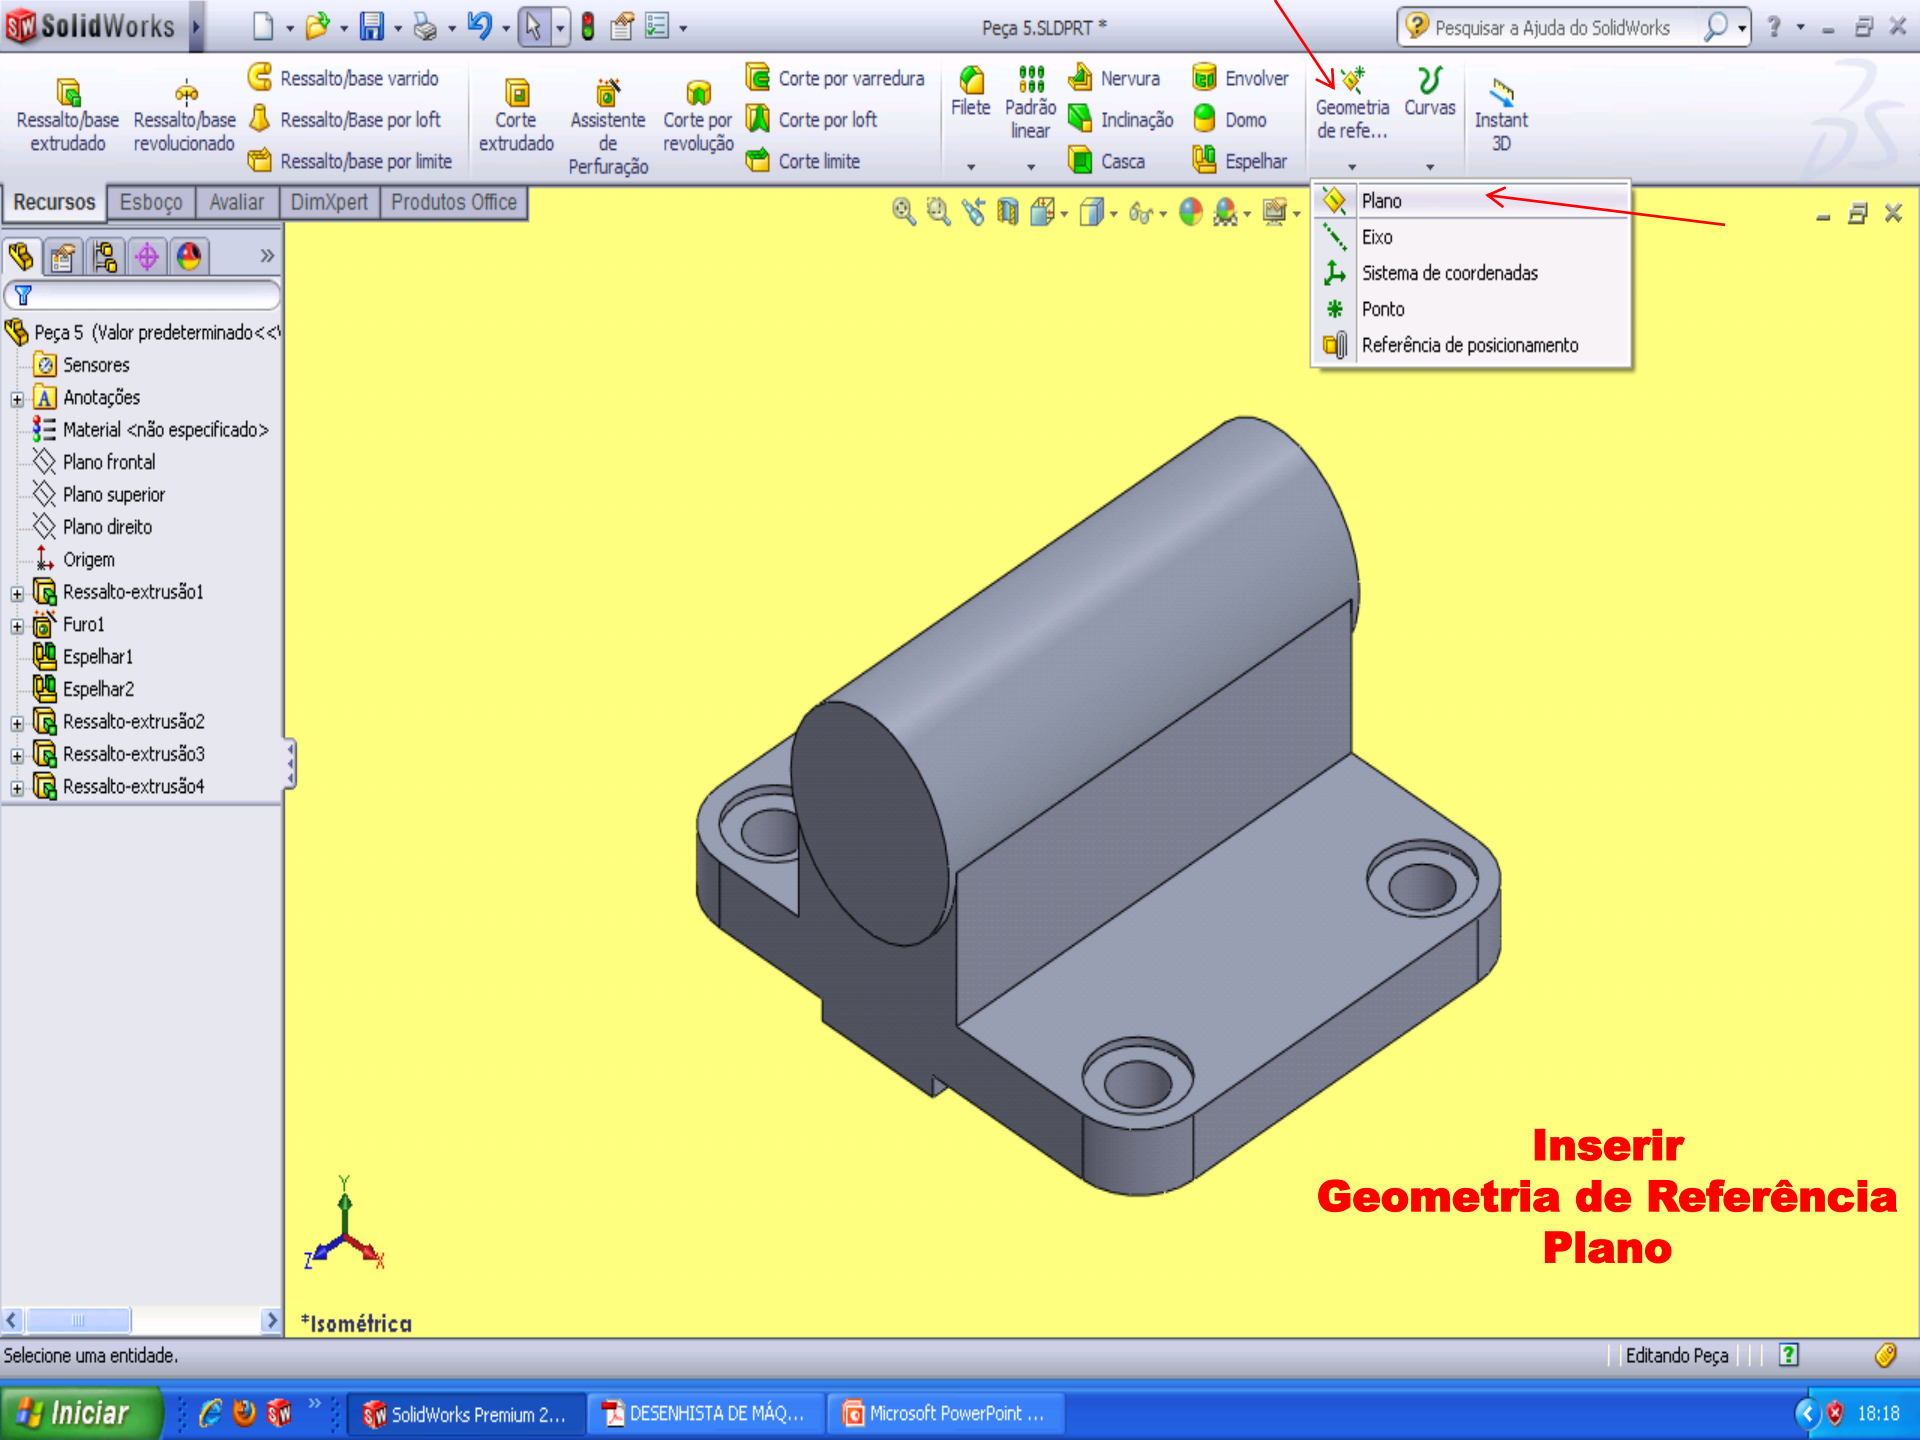 SolidWorks
Peça 5.SLDPRT *
Pesquisar a Ajuda do SolidWorks
?
Ressalto/base extrudado
Ressalto/base revolucionado
Ressalto/base varrido
Ressalto/Base por loft
Ressalto/base por limite
Corte extrudado
Assistente de Perfuração
Corte por revolução
Corte por varredura
Corte por loft
Corte limite
Filete
Padrão linear
Nervura
Inclinação
Casca
Envolver
Domo
Espelhar
Geometria de refe...
Curvas
Instant 3D
Recursos
Esboço
Avaliar
DimXpert
Produtos Office
Plano
Eixo
Sistema de coordenadas
Ponto
Referência de posicionamento
»
Peça 5 (Valor predeterminado<<
Sensores
Anotações
Material <não especificado>
Plano frontal
Plano superior
Plano direito
Origem
Ressalto-extrusão1
Furo1
Espelhar1
Espelhar2
Ressalto-extrusão2
Ressalto-extrusão3
Ressalto-extrusão4
Inserir
Geometria de Referência
Plano
Y
Z
X
*Isométrica
Selecione uma entidade.
Editando Peça
?
Iniciar
»
SolidWorks Premium 2...
DESENHISTA DE MÁQ...
Microsoft PowerPoint ...
18:18